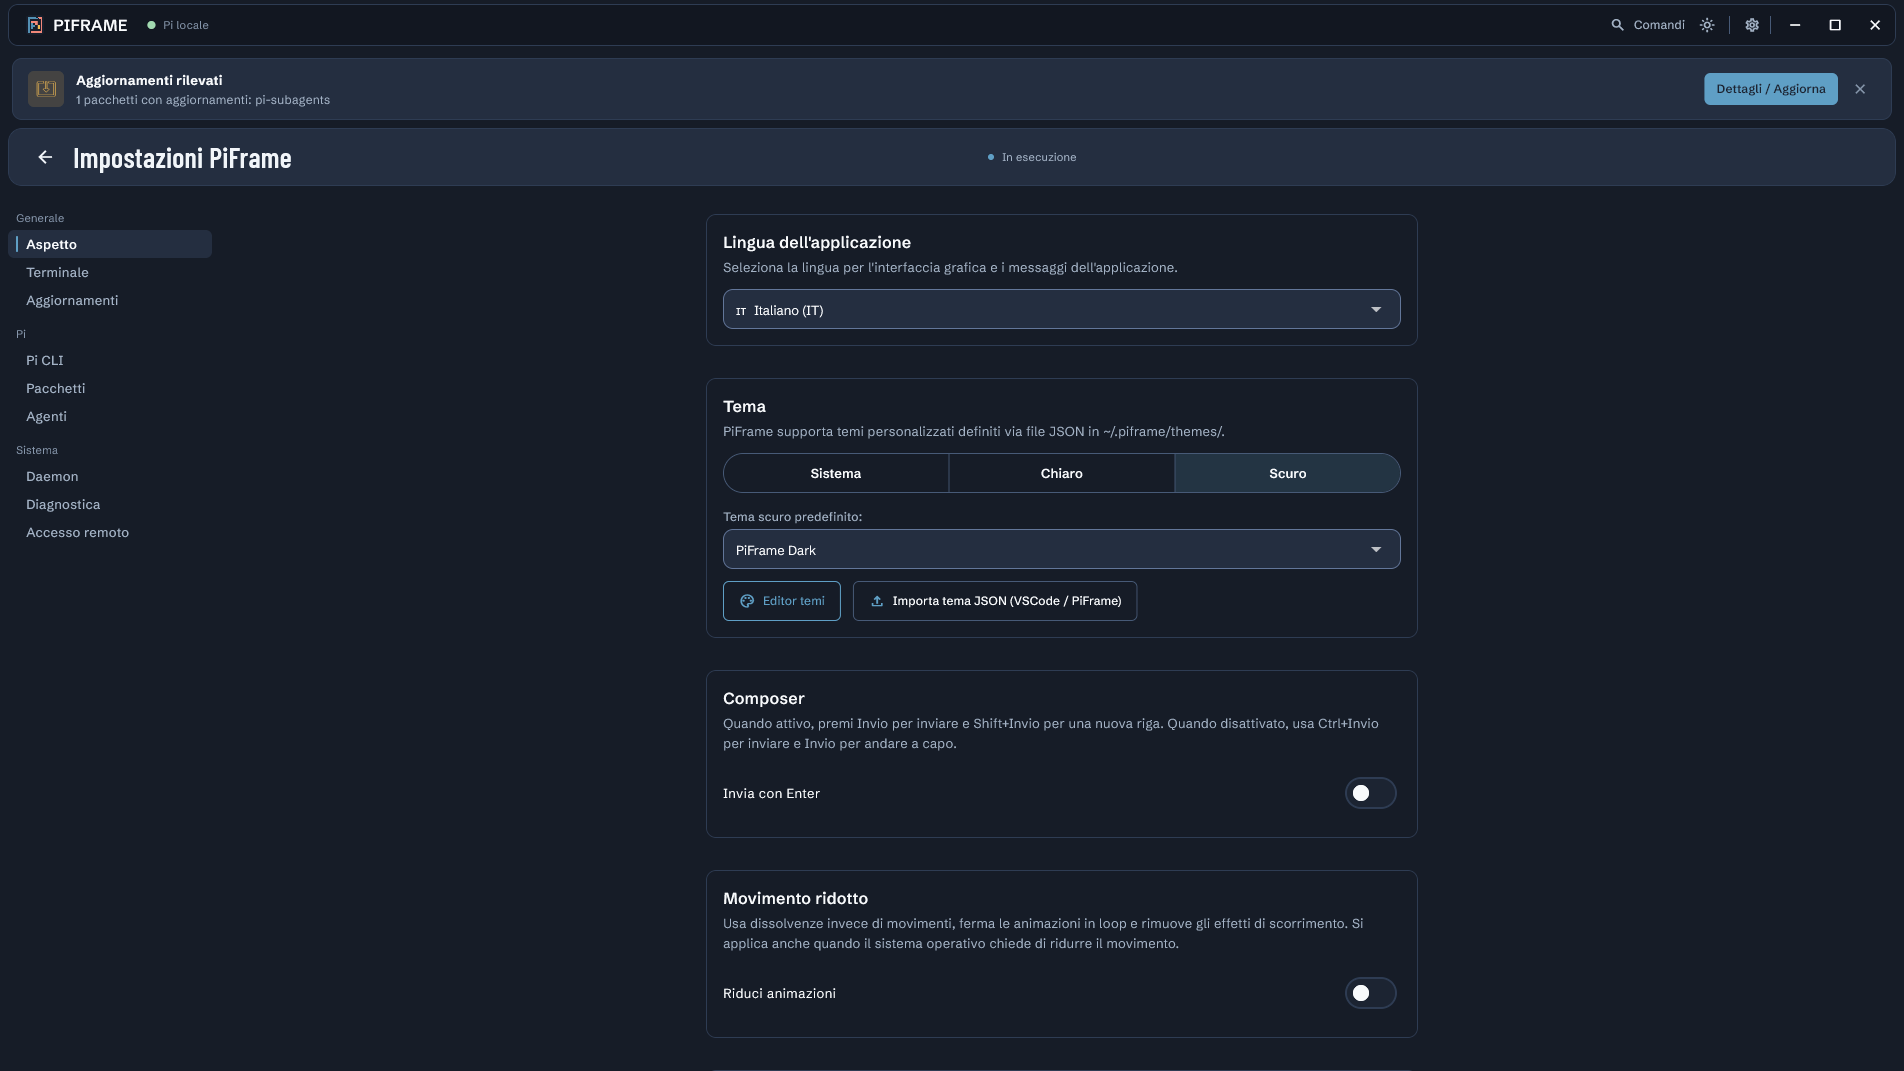 PIFRAME
Pi locale
Comandi
Aggiornamenti rilevati
1 pacchetti con aggiornamenti: pi-subagents
Dettagli / Aggiorna
Impostazioni PiFrame
In esecuzione
Generale
Aspetto
Terminale
Aggiornamenti
Pi
Pi CLI
Pacchetti
Agenti
Sistema
Daemon
Diagnostica
Accesso remoto
Lingua dell'applicazione
Seleziona la lingua per l'interfaccia grafica e i messaggi dell'applicazione.
IT Italiano (IT)
Tema
PiFrame supporta temi personalizzati definiti via file JSON in ~/.piframe/themes/.
Sistema
Chiaro
Scuro
Tema scuro predefinito:
PiFrame Dark
Editor temi
Importa tema JSON (VSCode / PiFrame)
Composer
Quando attivo, premi Invio per inviare e Shift+Invio per una nuova riga. Quando disattivato, usa Ctrl+Invio
per inviare e Invio per andare a capo.
Invia con Enter
Movimento ridotto
Usa dissolvenze invece di movimenti, ferma le animazioni in loop e rimuove gli effetti di scorrimento. Si
applica anche quando il sistema operativo chiede di ridurre il movimento.
Riduci animazioni